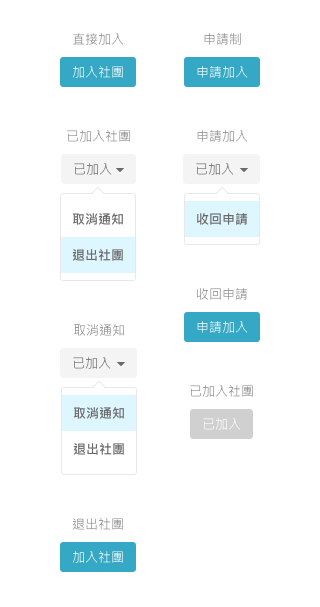 直接加入
加入社團
已加入社團
已加入
取消通知
退出社團
取消通知
已加入
取消通知
退出社團
退出社團
加入社團
申請制
申請加入
申請加入
已加入
收回申請
收回申請
申請加入
已加入社團
已加入